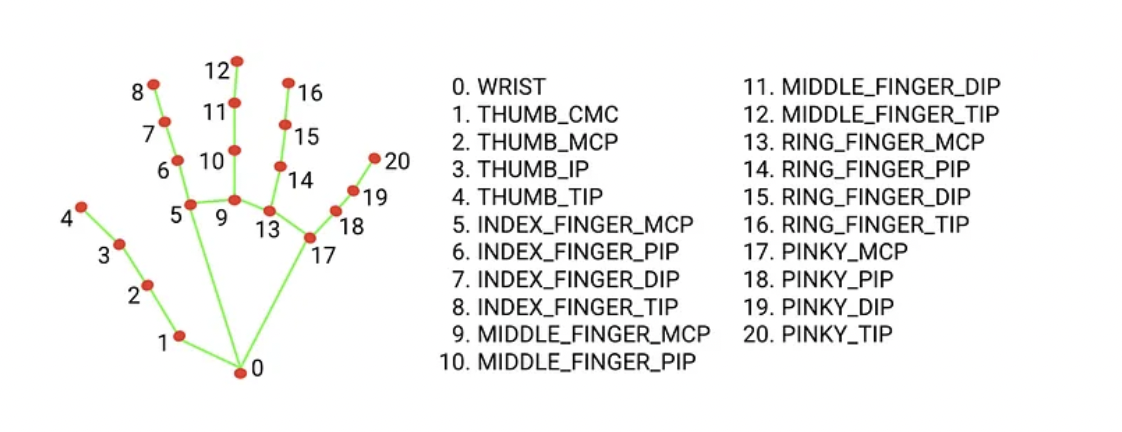 12
8
16
11
7
15
10
20
6
14
19
4
5
9
18
13
3
17
2
1
0
0. WRIST
1. THUMB_CMC
2. THUMB_MCP
3. THUMB_IP
4. THUMB_TIP
5. INDEX_FINGER_MCP
6. INDEX_FINGER_PIP
7. INDEX_FINGER_DIP
8. INDEX_FINGER_TIP
9. MIDDLE_FINGER_MCP
10. MIDDLE_FINGER_PIP
11. MIDDLE_FINGER_DIP
12. MIDDLE_FINGER_TIP
13. RING_FINGER_MCP
14. RING_FINGER_PIP
15. RING_FINGER_DIP
16. RING_FINGER_TIP
17. PINKY_MCP
18. PINKY_PIP
19. PINKY_DIP
20. PINKY_TIP